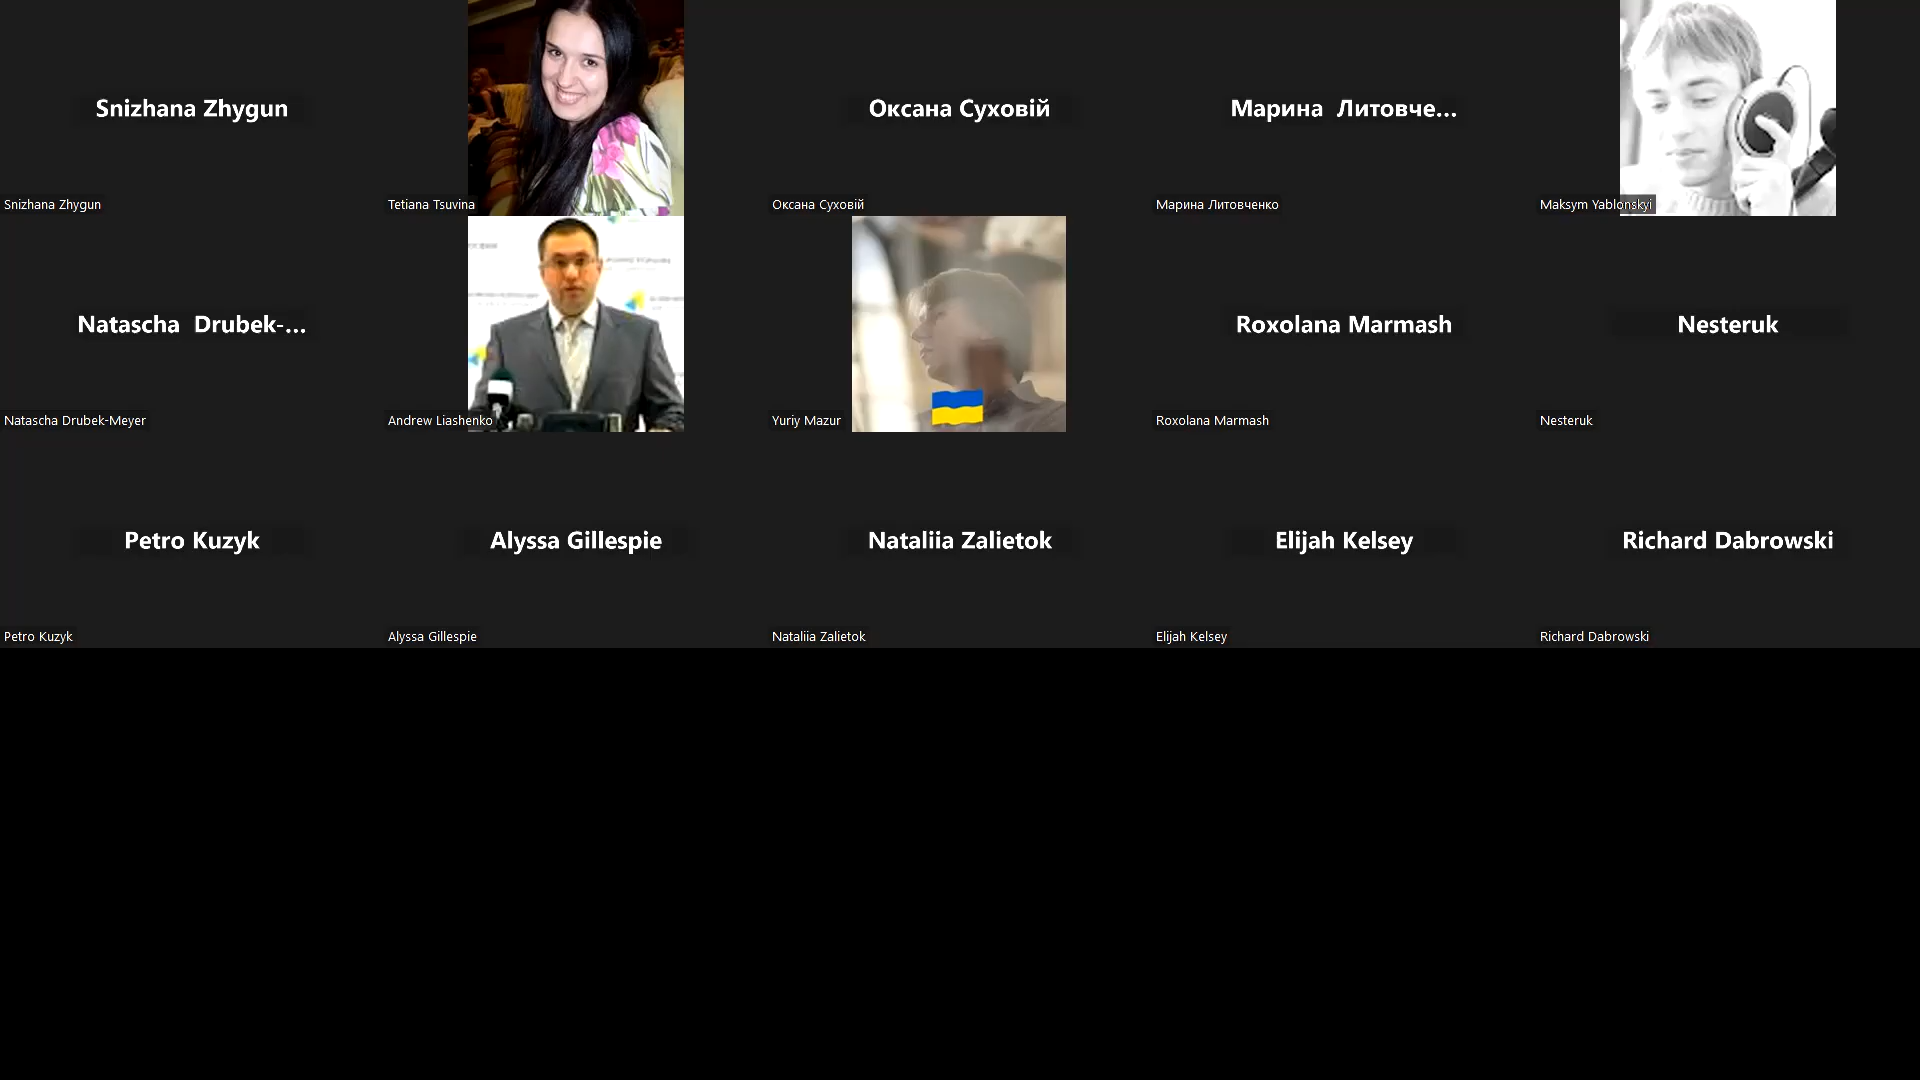 Snizhana Zhygun
Оксана Суховій
Марина Литовче...
Snizhana Zhygun
Tetiana Tsuvina
Оксана Суховій
Марина Литовченко
Maksym Yablonskyi
Natascha Drubek-...
Roxolana Marmash
Nesteruk
Natascha Drubek-Meyer
Andrew Liashenko
Yuriy Mazur
Roxolana Marmash
Nesteruk
Petro Kuzyk
Alyssa Gillespie
Nataliia Zalietok
Elijah Kelsey
Richard Dabrowski
Petro Kuzyk
Alyssa Gillespie
Nataliia Zalietok
Elijah Kelsey
Richard Dabrowski